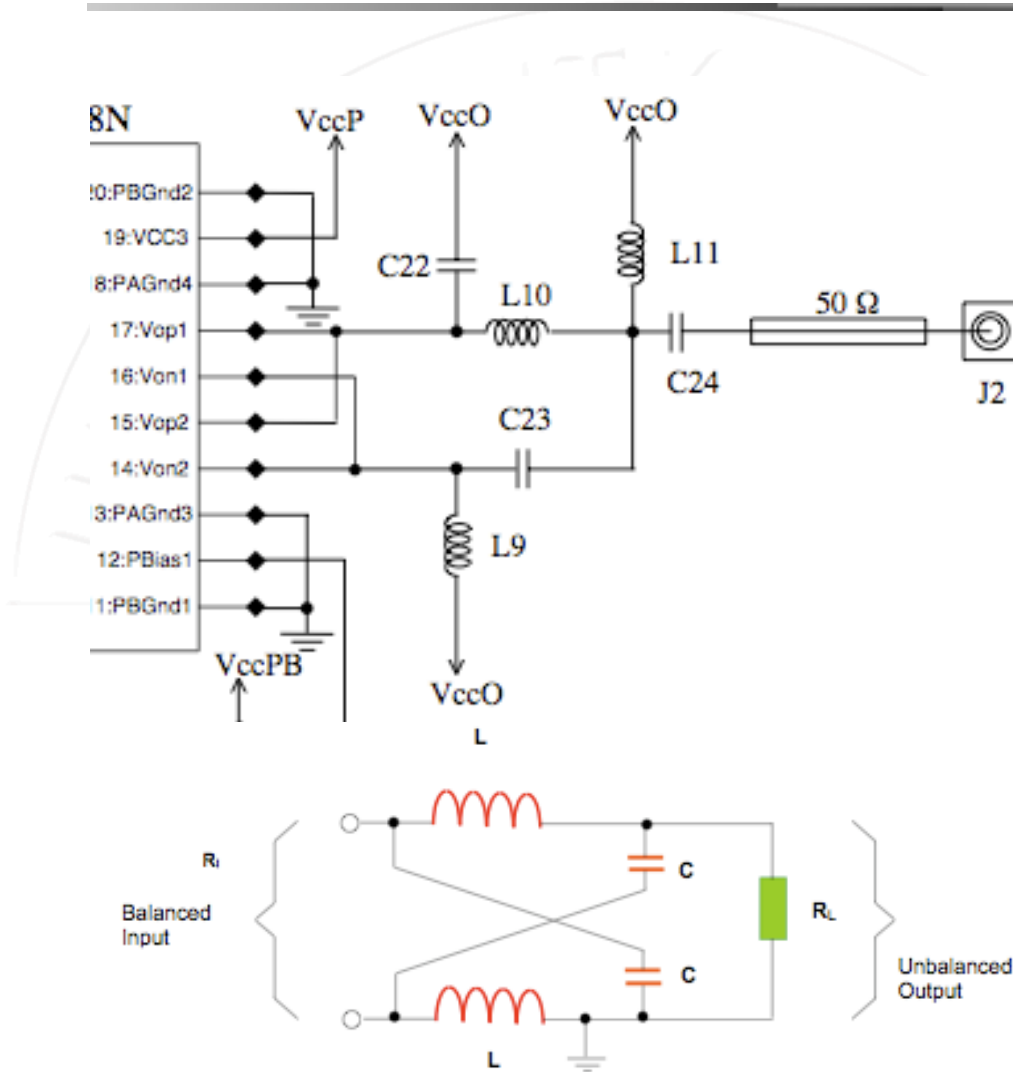 8N
VccP
VccO
VccO
20:PBGnd2
19:VCC3
18:PAGnd4
17:Vop1
16:Von1
15:Vop2
14:Von2
13:PAGnd3
12:PBias1
11:PBGnd1
C22
L10
L11
50 Ω
C24
J2
C23
L9
VccO
VccPB
L
Rᵢ
Balanced
Input
C
C
R_L
Unbalanced
Output
L